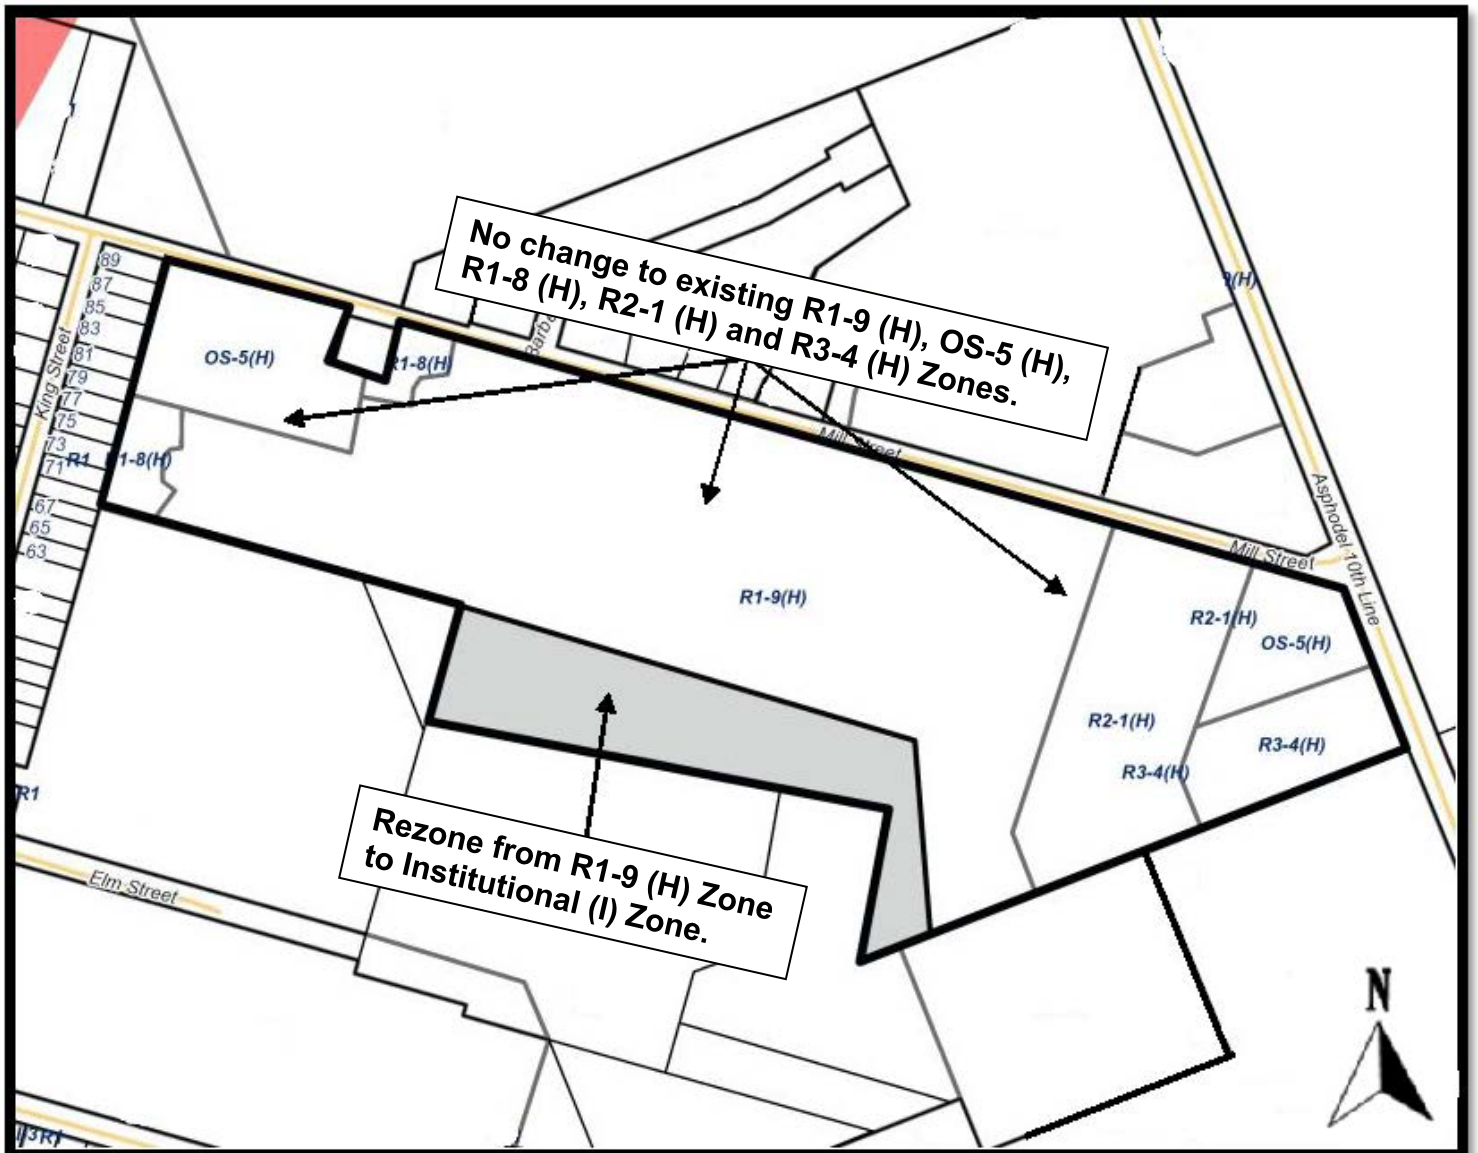 89
87
85
83
81
79
77
75
73
71
67
65
63
King Street
No change to existing R1-9 (H), OS-5 (H),
R1-8 (H), R2-1 (H) and R3-4 (H) Zones.
OS-5(H)
R1-8(H)
Mill Street
R1
R1-8(H)
Asphodel 10th Line
Mill Street
R1-9(H)
R2-1(H)
OS-5(H)
R2-1(H)
R3-4(H)
R3-4(H)
R1
Rezone from R1-9 (H) Zone
to Institutional (I) Zone.
Elm Street
N